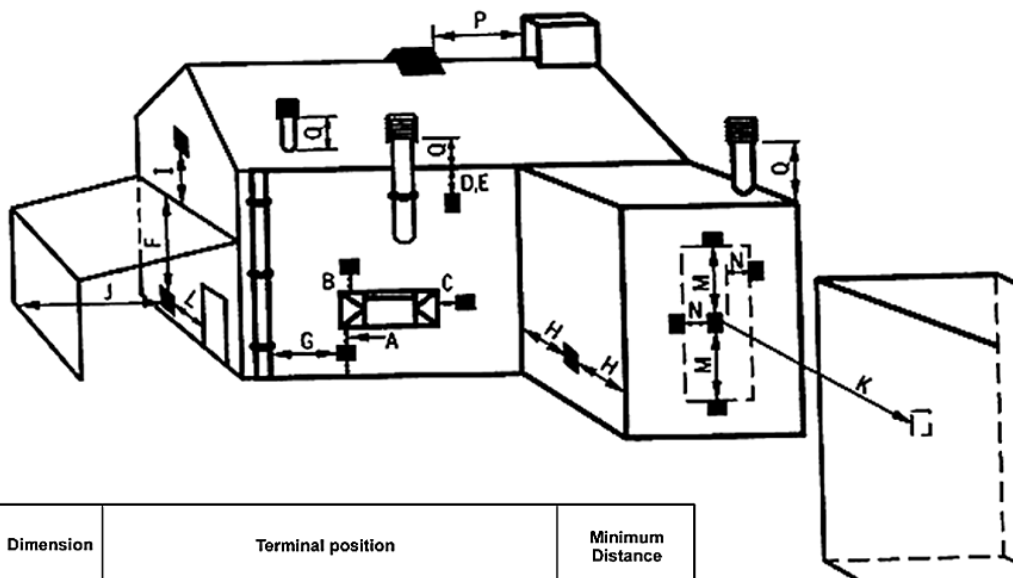 P
Q
Q
Q
I
D,E
F
B
C
N
M
J
L
N
A
G
H
H
M
K
Dimension
Terminal position
Minimum
Distance